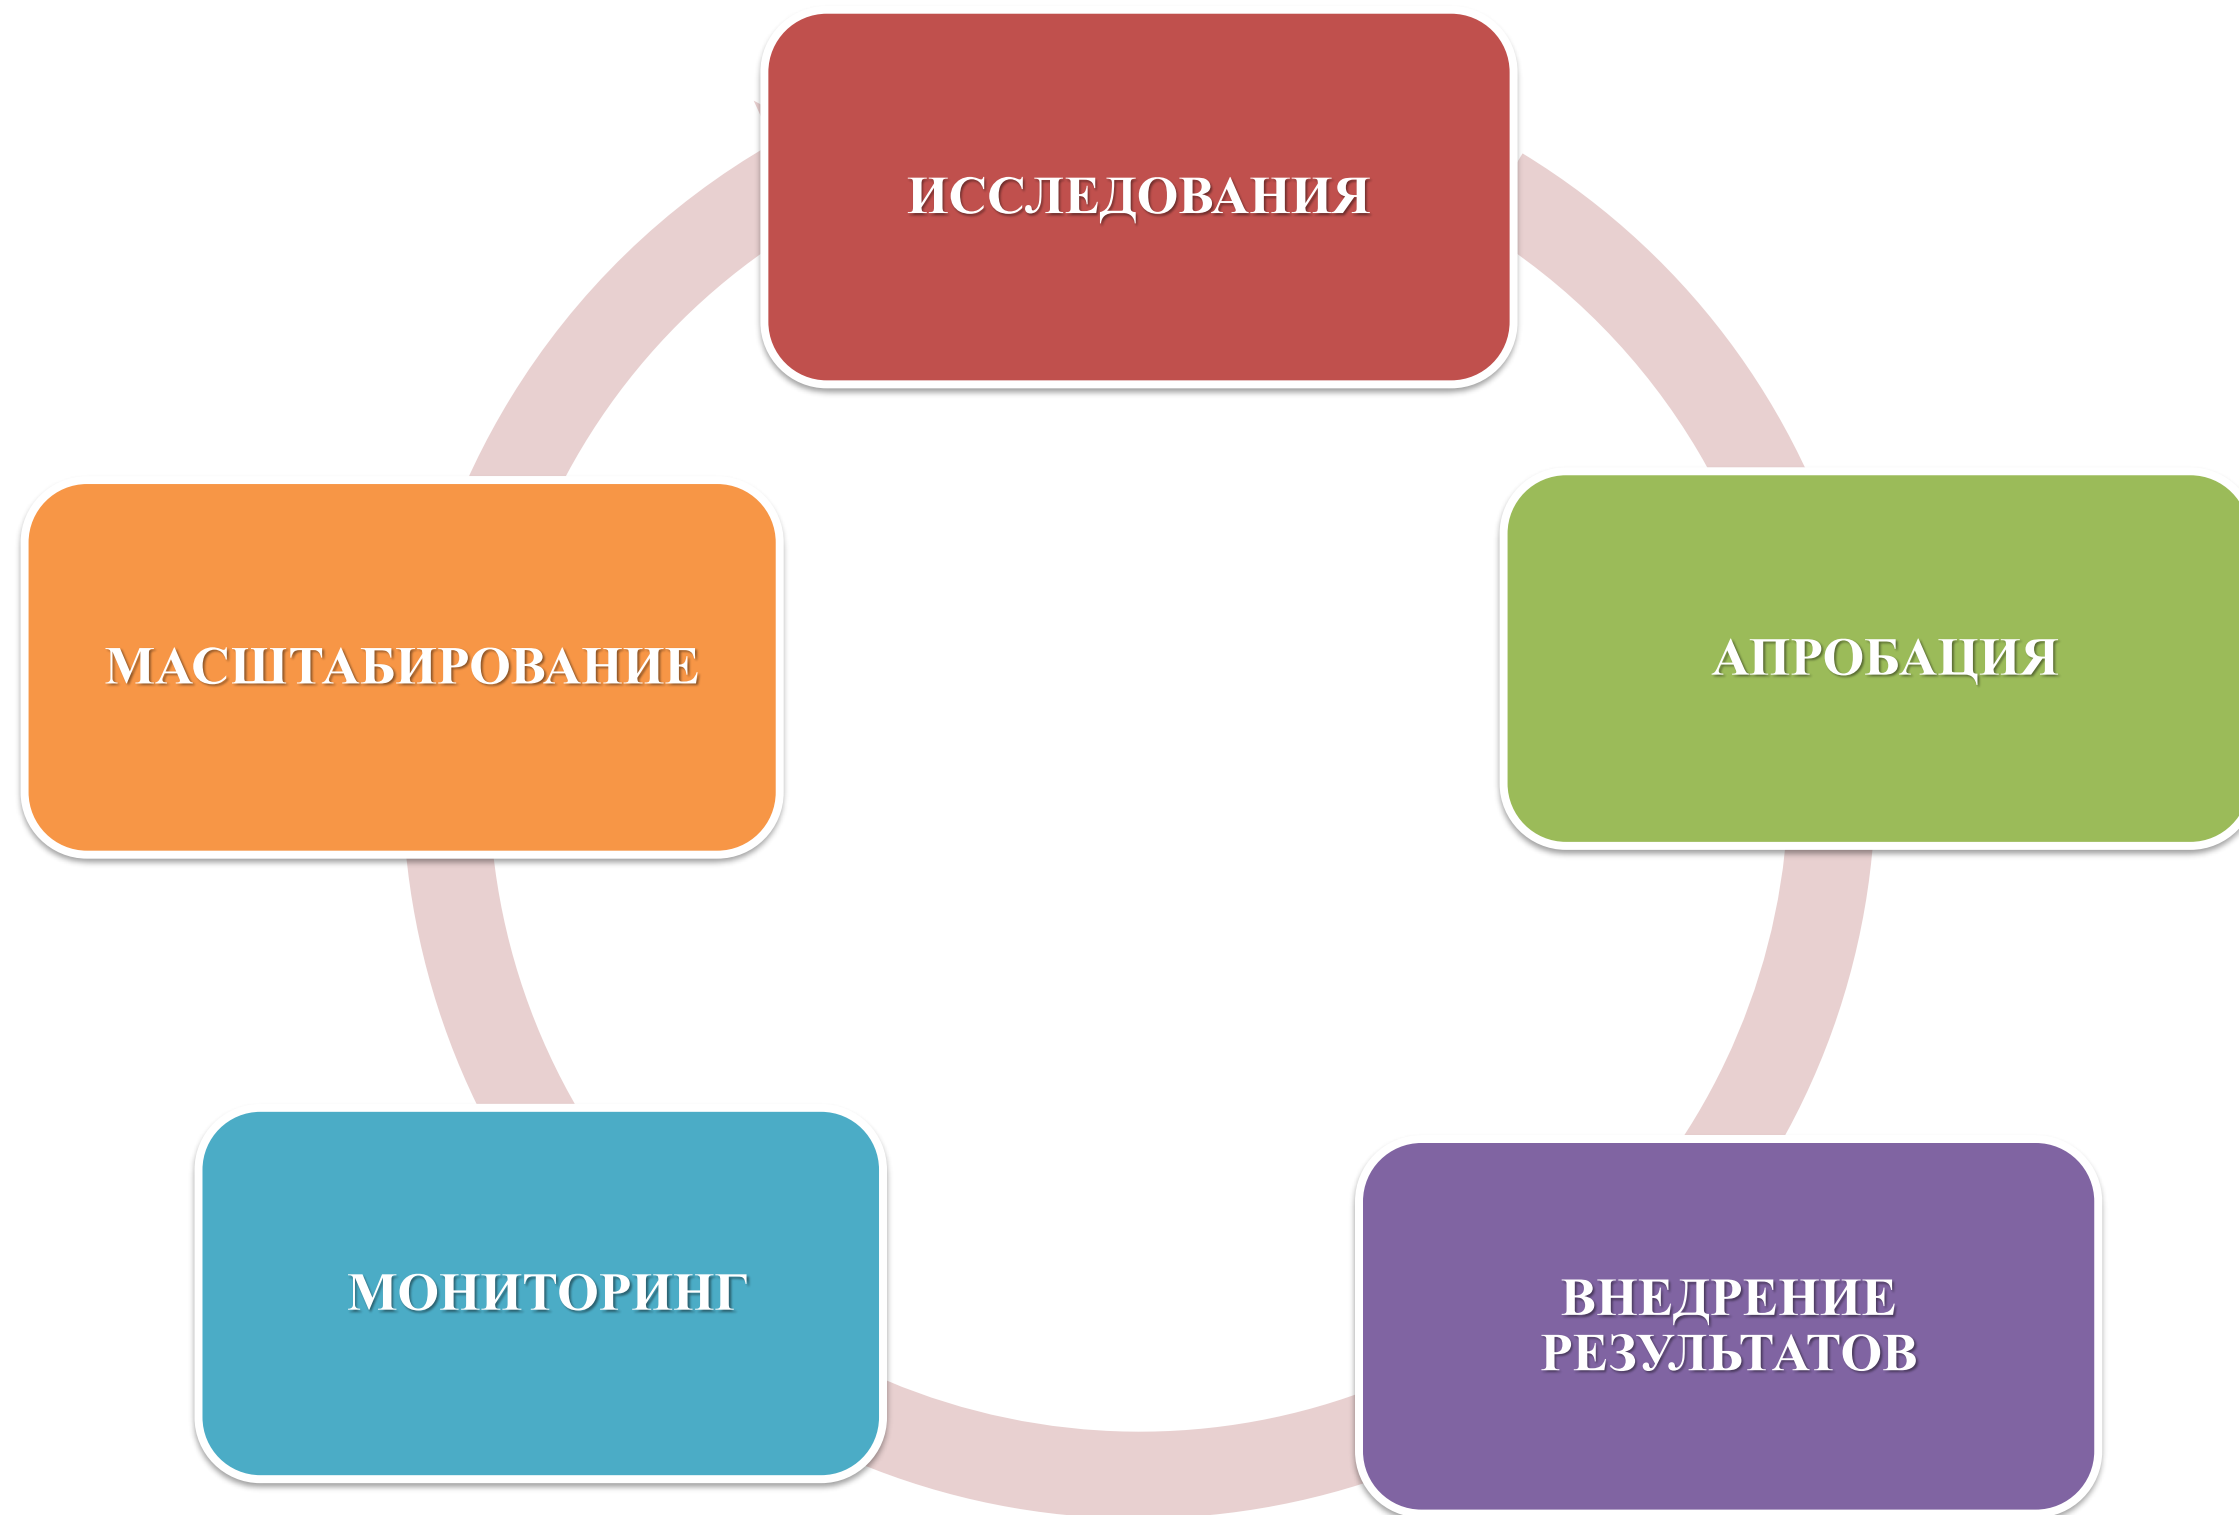 ИССЛЕДОВАНИЯ
АПРОБАЦИЯ
ВНЕДРЕНИЕ
РЕЗУЛЬТАТОВ
МОНИТОРИНГ
МАСШТАБИРОВАНИЕ